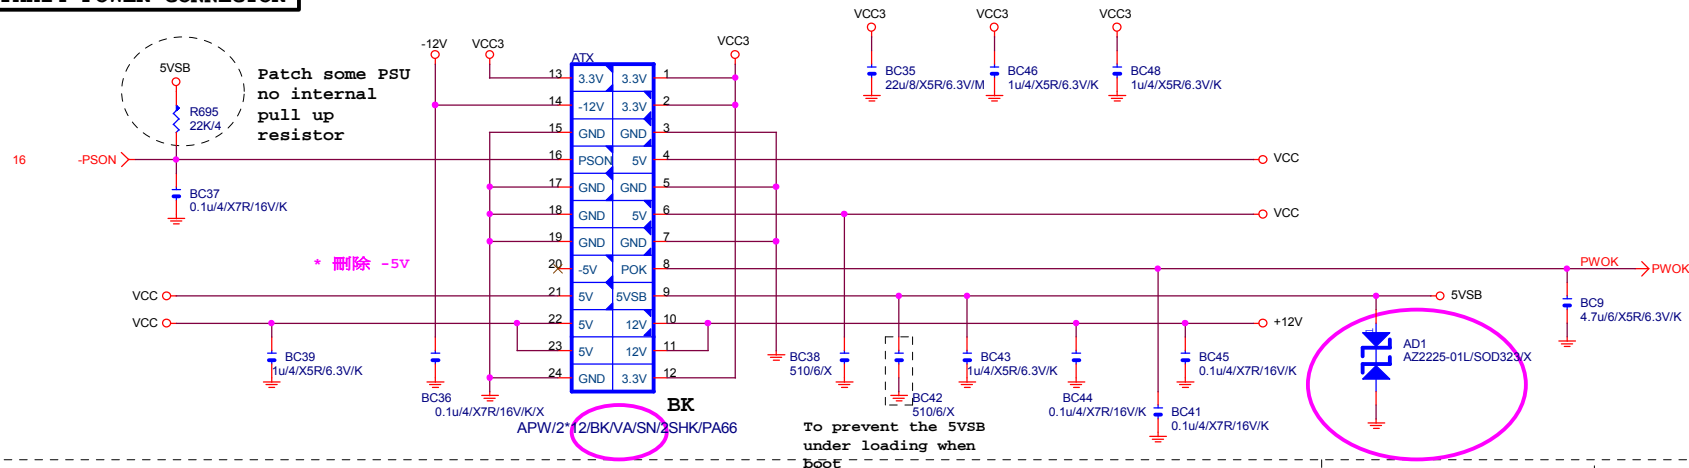 POWER CONNECTOR
5VSB
R695
22K/4
Patch some PSU
no internal
pull up
resistor
16
-PSON
BC37
0.1u/4/X7R/16V/K
* 刪除 -5V
VCC
VCC
BC39
1u/4/X5R/6.3V/K
-12V
VCC3
VCC3
ATX
13 3.3V 3.3V 1
14 -12V 3.3V 2
15 GND GND 3
16 PSON 5V 4
17 GND GND 5
18 GND 5V 6
19 GND GND 7
20 -5V POK 8
21 5V 5VSB 9
22 5V 12V 10
23 5V 12V 11
24 GND 3.3V 12
BC36
0.1u/4/X7R/16V/K/X
BK
APW/2*12/BK/VA/SN/2SHK/PA66
VCC3
BC35
22u/8/X5R/6.3V/M
VCC3
BC46
1u/4/X5R/6.3V/K
VCC3
BC48
1u/4/X5R/6.3V/K
VCC
VCC
PWOK
PWOK
5VSB
+12V
BC38
510/6/X
BC42
510/6/X
BC43
1u/4/X5R/6.3V/K
BC44
0.1u/4/X7R/16V/K
BC45
0.1u/4/X7R/16V/K
BC41
0.1u/4/X7R/16V/K
1
AD1
AZ2225-01L/SOD323/X
BC9
4.7u/6/X5R/6.3V/K
To prevent the 5VSB
under loading when
boot